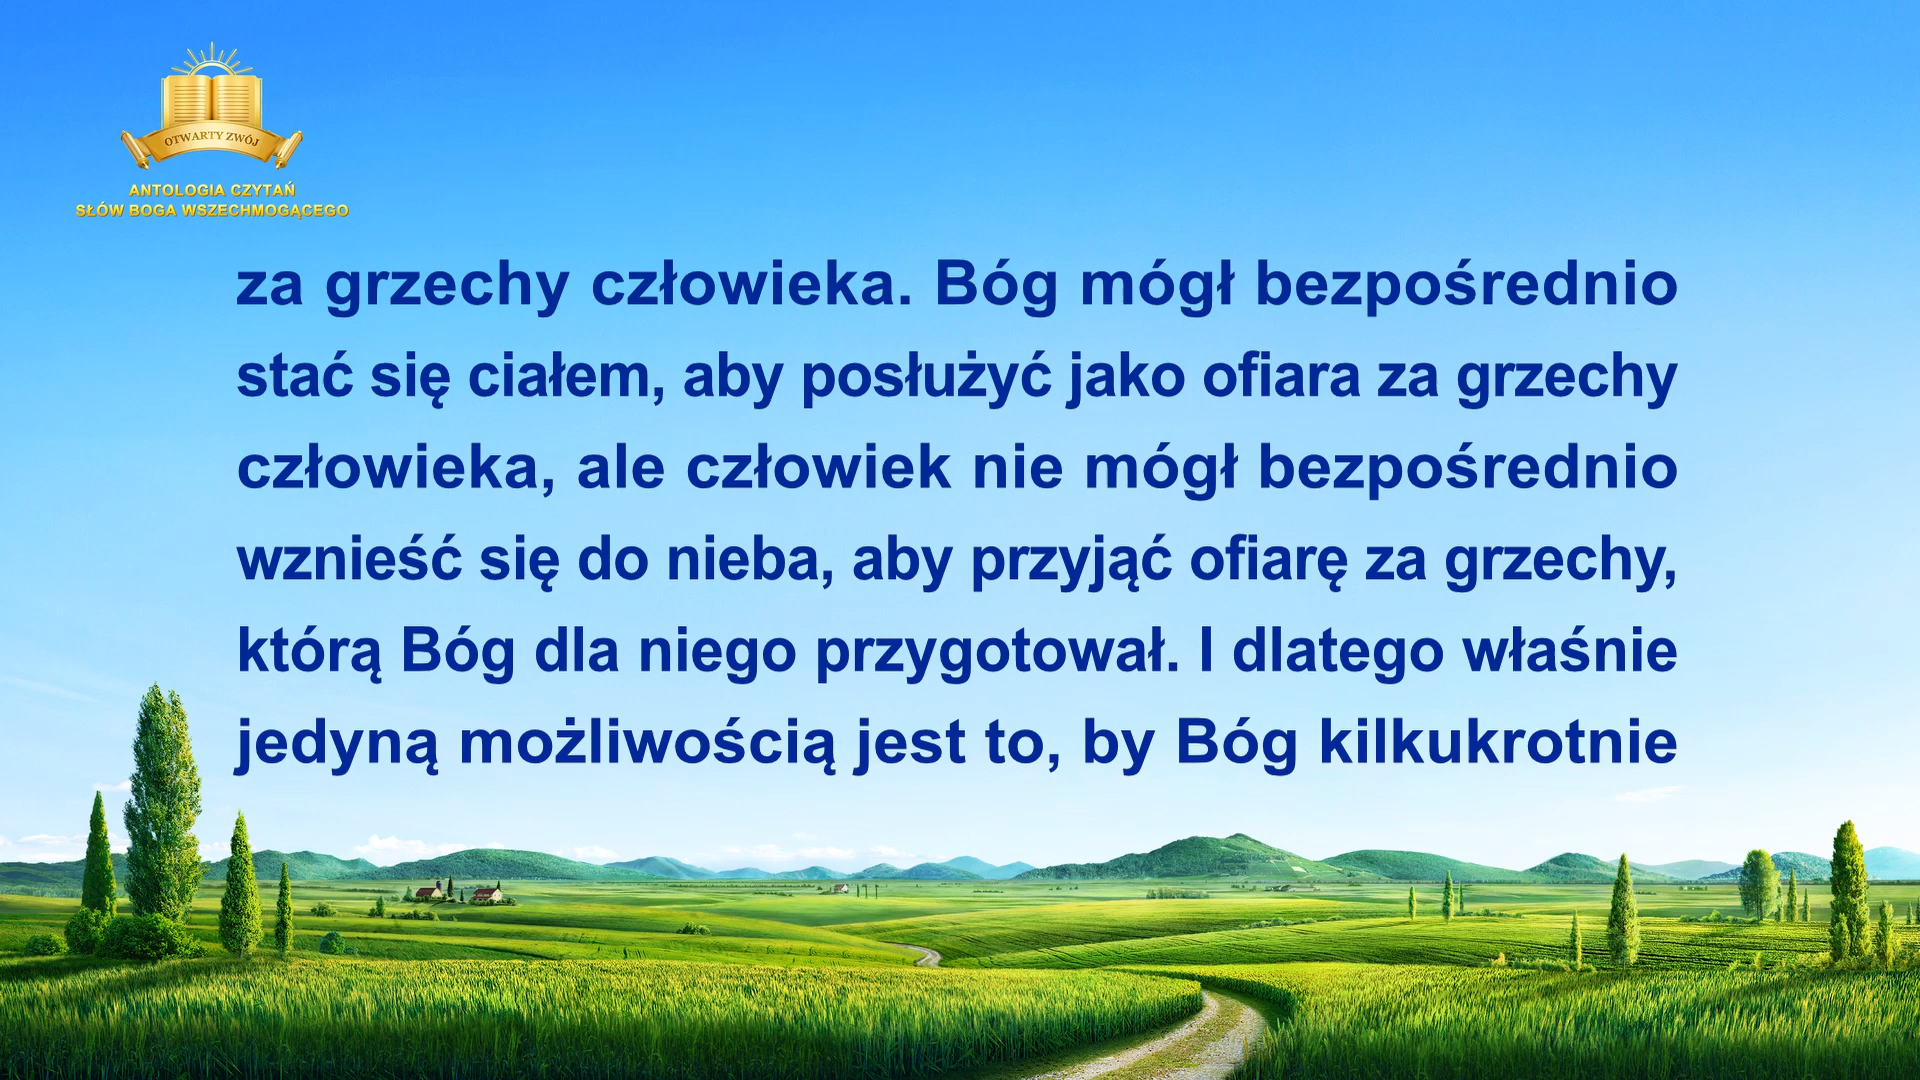 OTWARTY ZWÓJ
ANTOLOGIA CZYTAŃ
SŁÓW BOGA WSZECHMOGĄCEGO
za grzechy człowieka. Bóg mógł bezpośrednio
stać się ciałem, aby posłużyć jako ofiara za grzechy
człowieka, ale człowiek nie mógł bezpośrednio
wznieść się do nieba, aby przyjąć ofiarę za grzechy,
którą Bóg dla niego przygotował. I dlatego właśnie
jedyną możliwością jest to, by Bóg kilkukrotnie